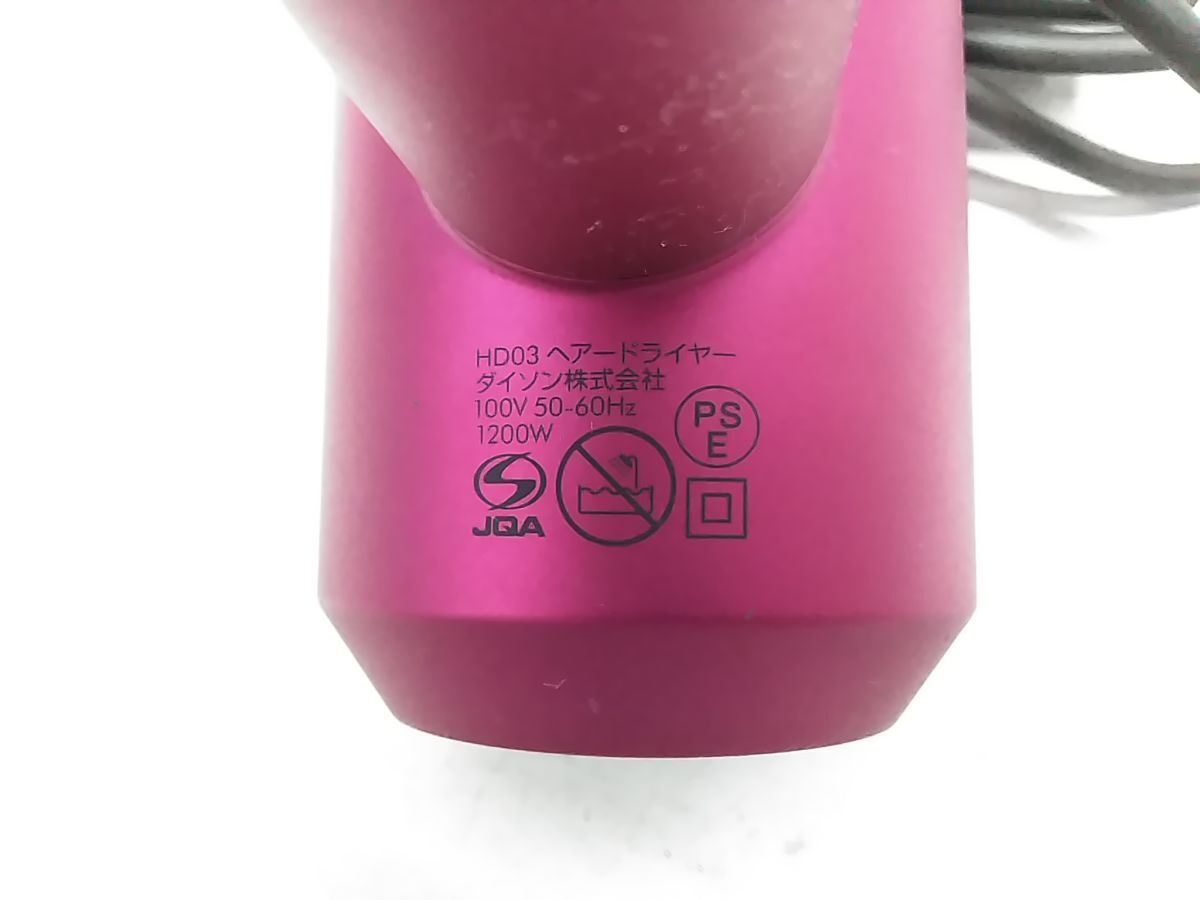 HD03 ヘアードライヤー
ダイソン株式会社
100V 50-60Hz
1200W
PS
E
JQA